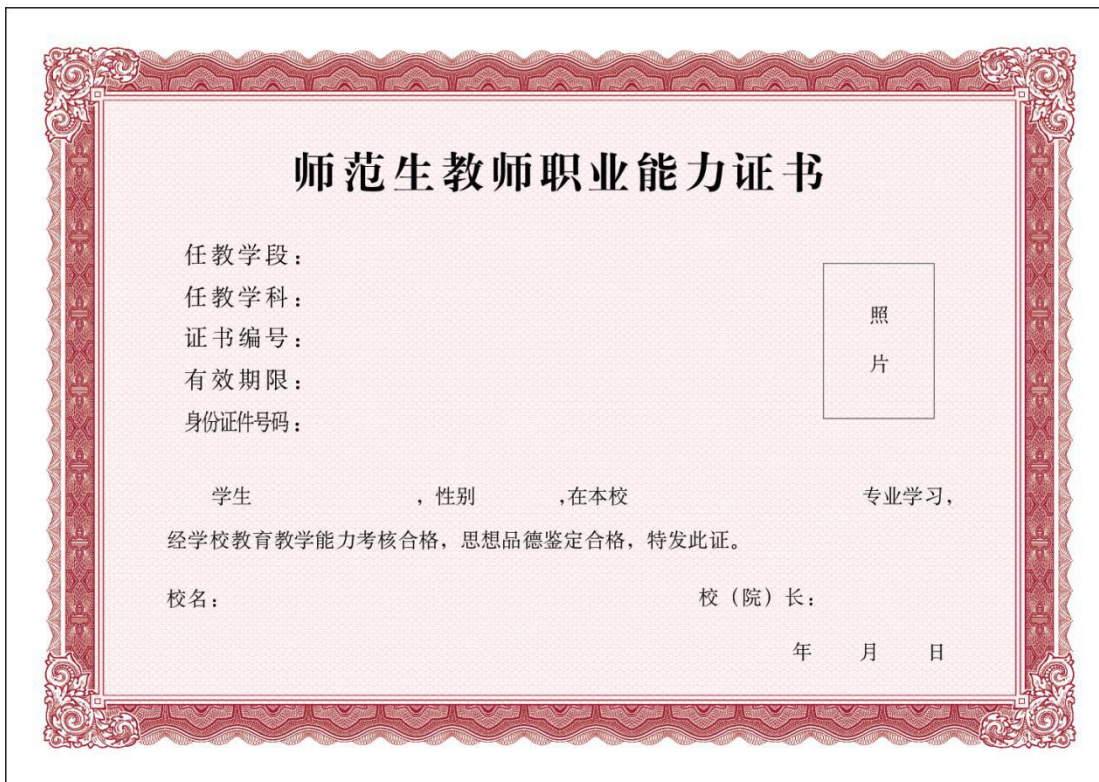 师范生教师职业能力证书
任教学段：
任教学科：
证书编号：
有效期限：
身份证件号码：
照
片
学生 ，性别 ,在本校 专业学习，
经学校教育教学能力考核合格，思想品德鉴定合格，特发此证。
校名： 校（院）长：
年 月 日